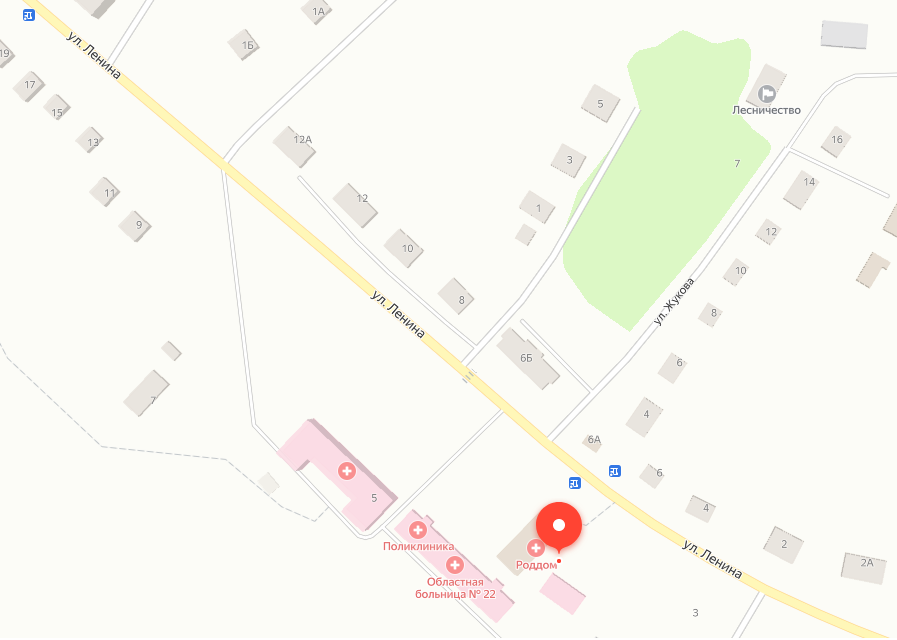 1А
ул. Ленина
1Б
19
17
15
13
11
9
12А
12
10
8
5
3
1
Лесничество
7
16
14
12
10
8
ул. Жукова
6
4
6А
ул. Ленина
6Б
7
5
Поликлиника
Областная
больница № 22
Роддом
6
4
2
2А
ул. Ленина
3